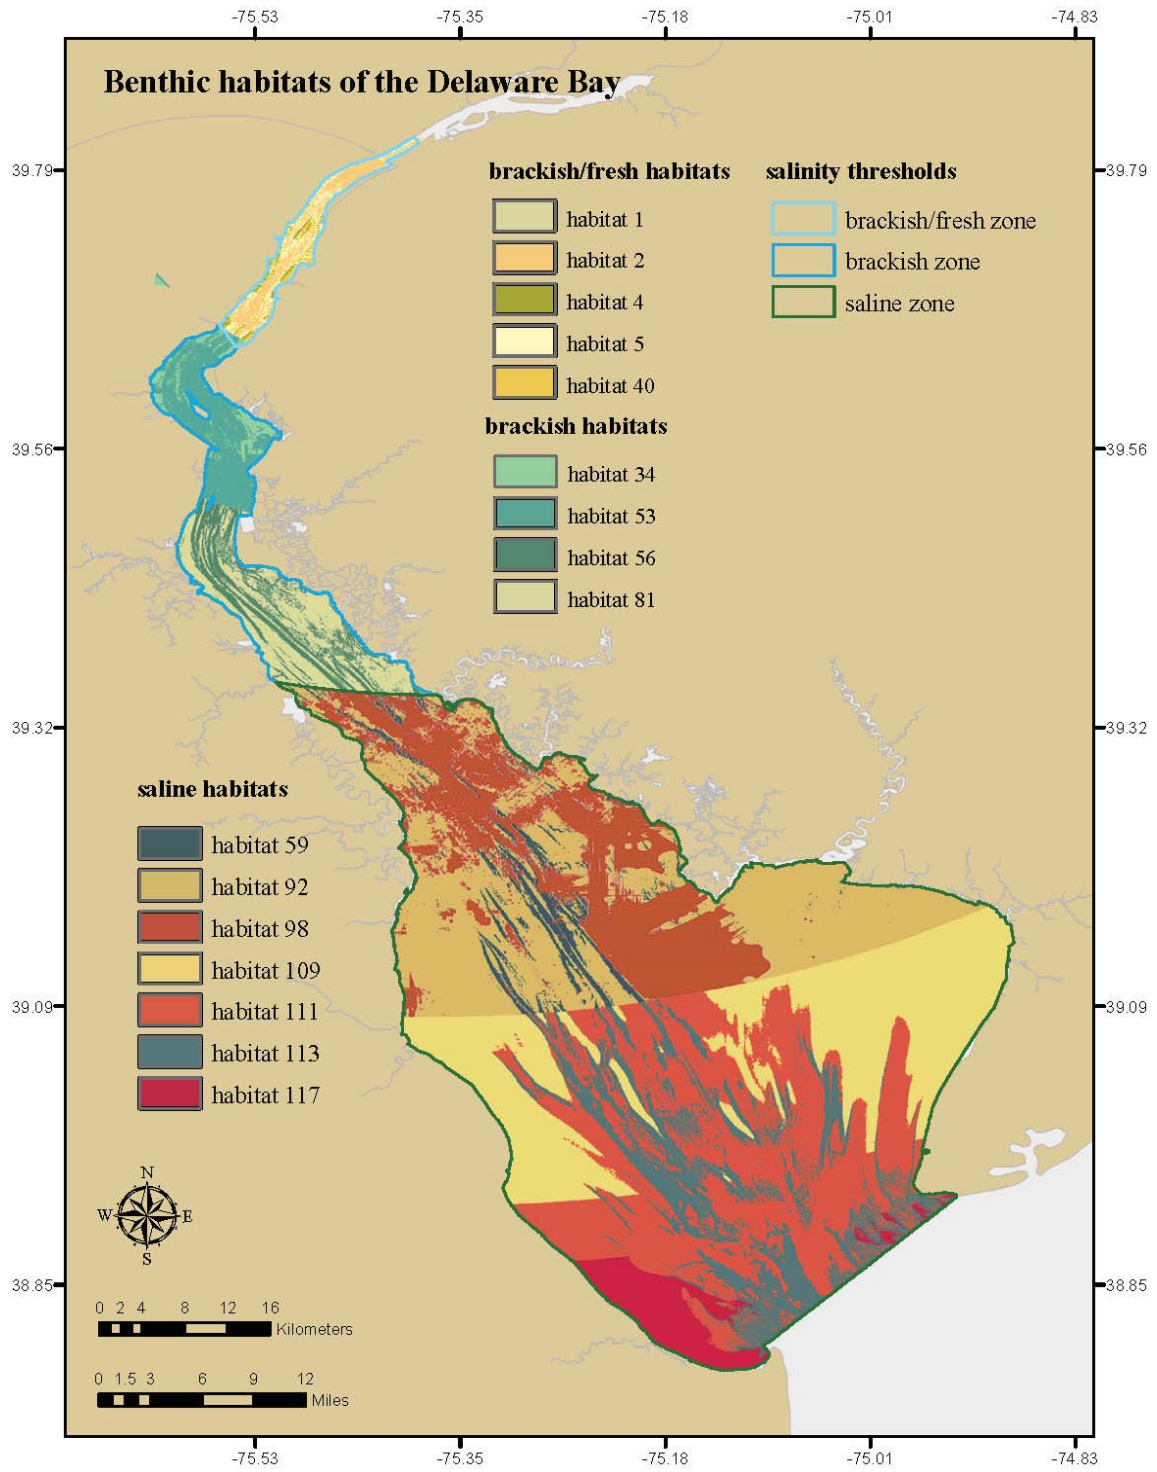 -75.53 -75.35 -75.18 -75.01 -74.83
Benthic habitats of the Delaware Bay
39.79 39.79
brackish/fresh habitats
habitat 1
habitat 2
habitat 4
habitat 5
habitat 40
salinity thresholds
brackish/fresh zone
brackish zone
saline zone
brackish habitats
habitat 34
habitat 53
habitat 56
habitat 81
39.56 39.56
39.32 39.32
saline habitats
habitat 59
habitat 92
habitat 98
habitat 109
habitat 111
habitat 113
habitat 117
39.09 39.09
N
W E
S
38.85 38.85
0 2 4 8 12 16
Kilometers
0 1.5 3 6 9 12
Miles
-75.53 -75.35 -75.18 -75.01 -74.83